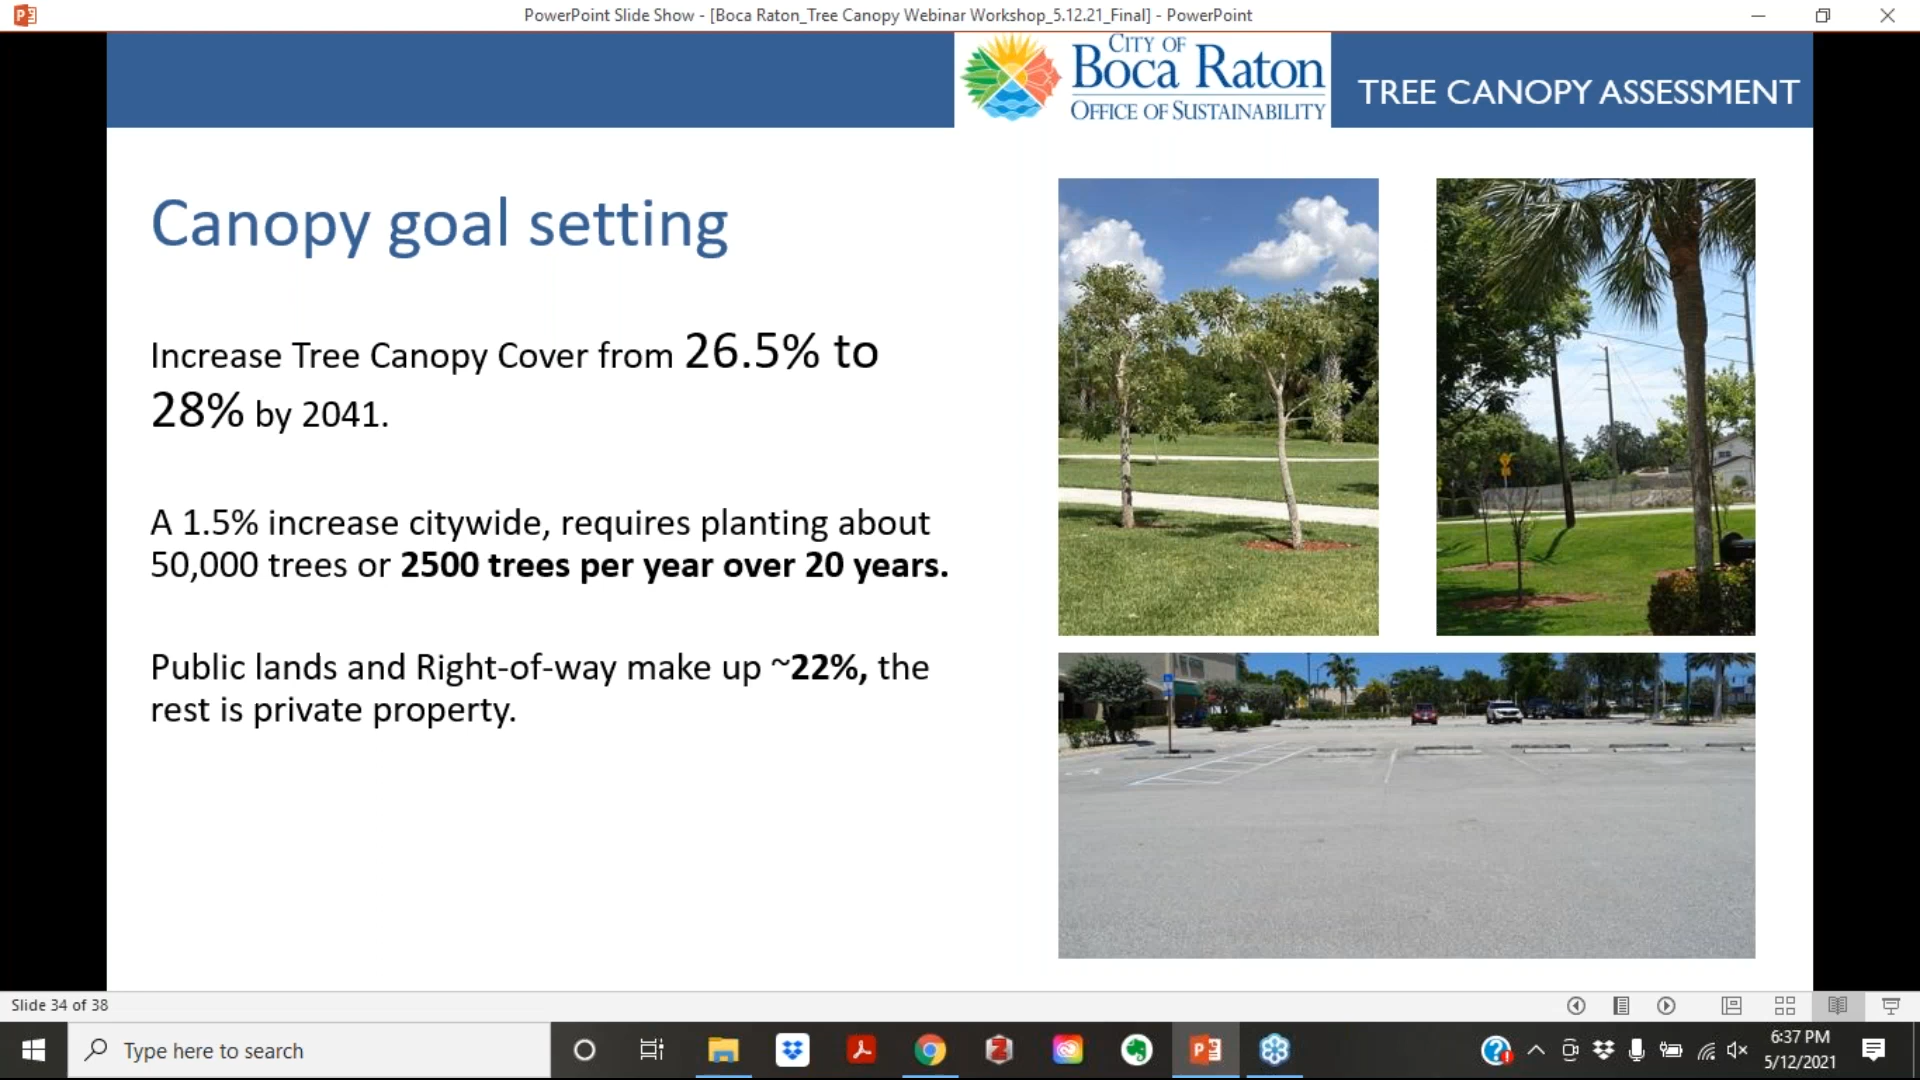 PowerPoint Slide Show - [Boca Raton_Tree Canopy Webinar Workshop_5.12.21_Final] - PowerPoint
CITY OF
Boca Raton
OFFICE OF SUSTAINABILITY
TREE CANOPY ASSESSMENT
Canopy goal setting
Increase Tree Canopy Cover from 26.5% to
28% by 2041.
A 1.5% increase citywide, requires planting about
50,000 trees or 2500 trees per year over 20 years.
Public lands and Right-of-way make up ~22%, the
rest is private property.
Slide 34 of 38
Type here to search
6:37 PM
5/12/2021